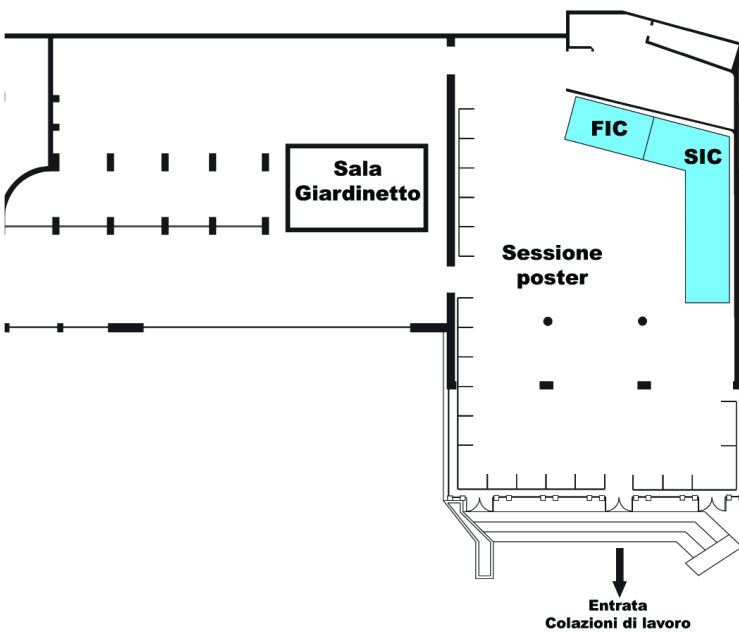 FIC
SIC
Sala
Giardinetto
Sessione
poster
Entrata
Colazioni di lavoro